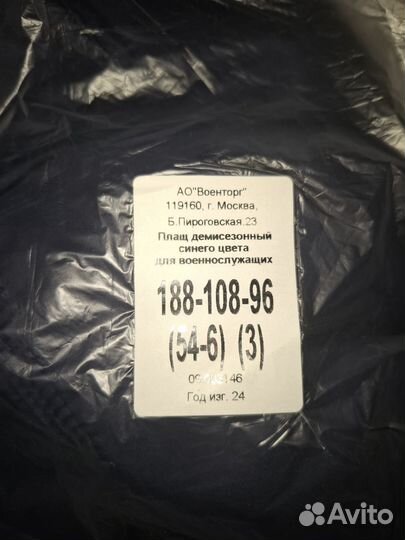 АО"Военторг"
119160, г. Москва,
Б.Пироговская.23
Плащ демисезонный
синего цвета
для военнослужащих
188-108-96
(54-6) (3)
Год изг. 24
Avito